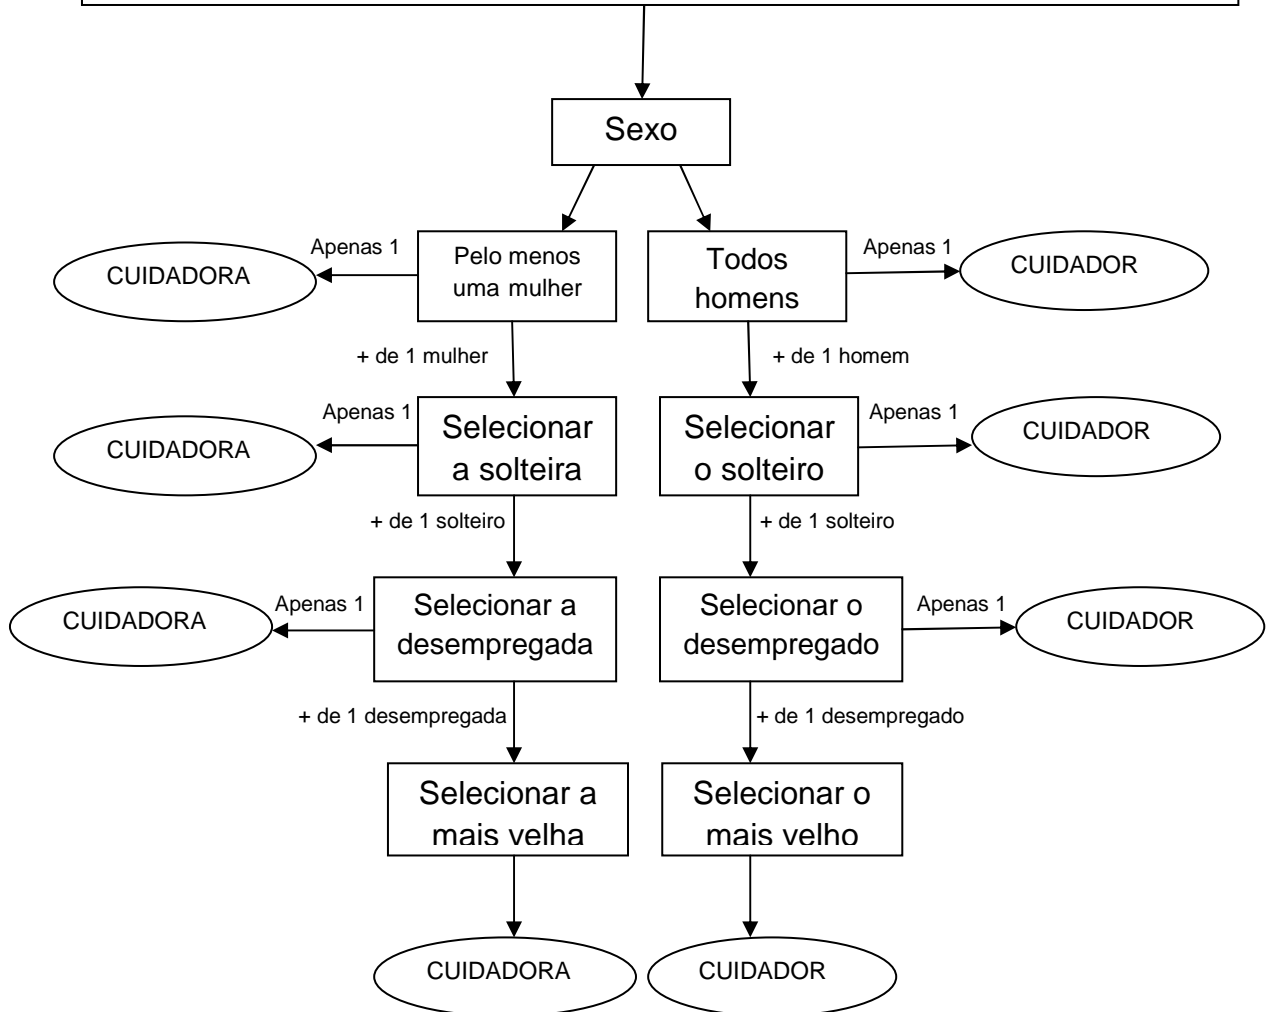 Sexo
Apenas 1
CUIDADORA
Pelo menos
uma mulher
Todos
homens
Apenas 1
CUIDADOR
+ de 1 mulher
+ de 1 homem
Apenas 1
CUIDADORA
Selecionar
a solteira
Selecionar
o solteiro
Apenas 1
CUIDADOR
+ de 1 solteiro
+ de 1 solteiro
Apenas 1
CUIDADORA
Selecionar a
desempregada
Selecionar o
desempregado
Apenas 1
CUIDADOR
+ de 1 desempregada
+ de 1 desempregado
Selecionar a
mais velha
Selecionar o
mais velho
CUIDADORA
CUIDADOR